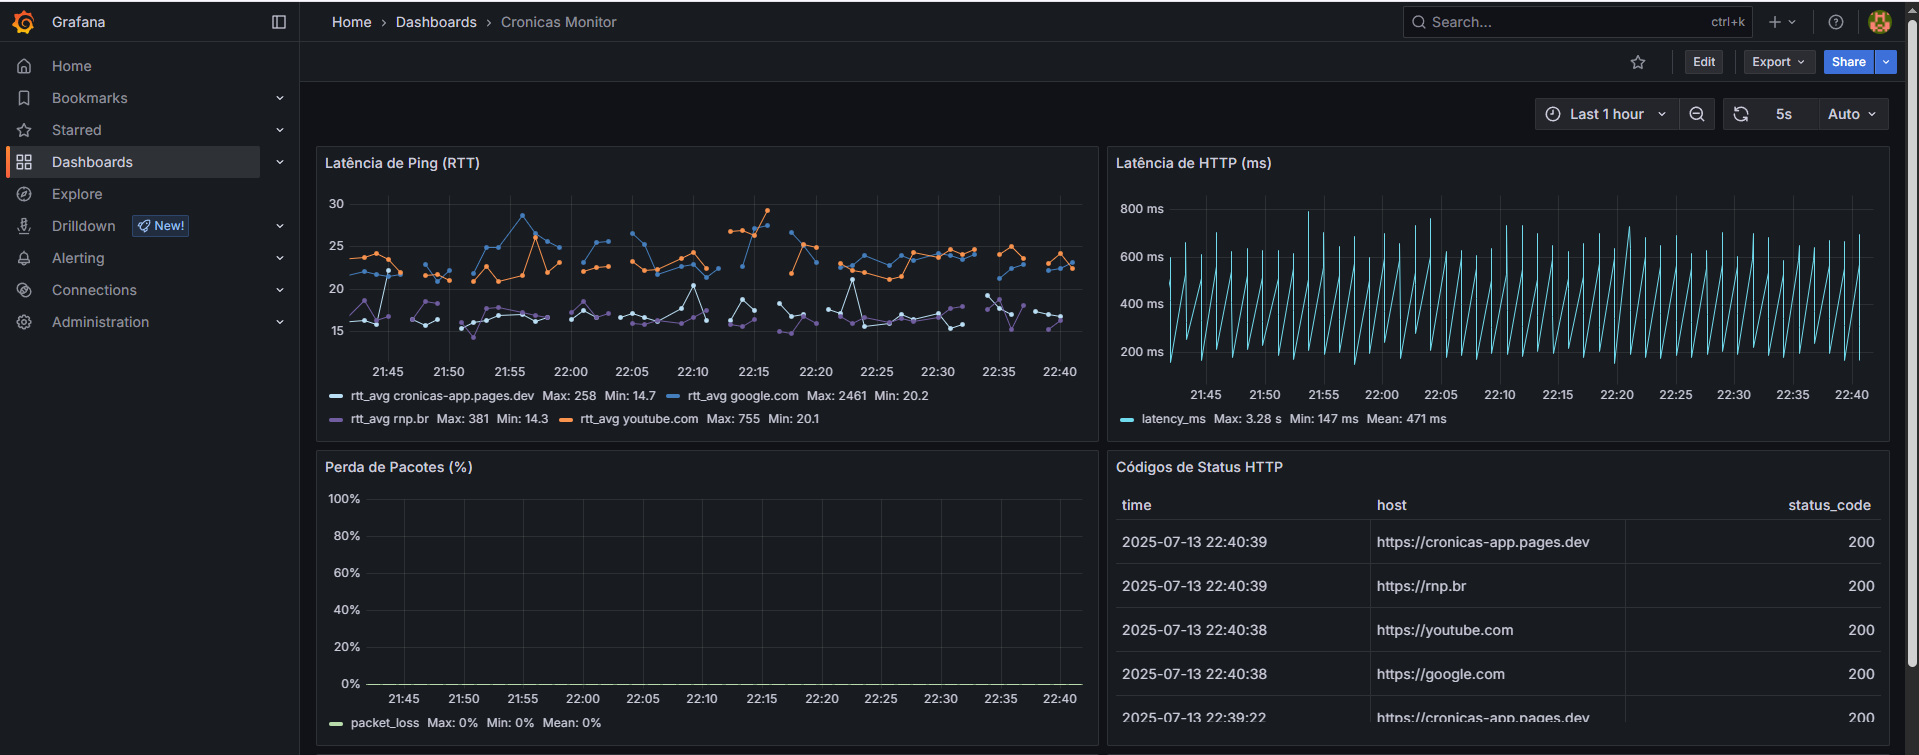 Grafana
Home › Dashboards › Cronicas Monitor
Search...
ctrl+k
Home
Bookmarks
Starred
Dashboards
Explore
Drilldown New!
Alerting
Connections
Administration
Edit
Export
Share
Last 1 hour
5s
Auto
Latência de Ping (RTT)
30
25
20
15
21:45 21:50 21:55 22:00 22:05 22:10 22:15 22:20 22:25 22:30 22:35 22:40
rtt_avg cronicas-app.pages.dev Max: 258 Min: 14.7 rtt_avg google.com Max: 2461 Min: 20.2
rtt_avg rnp.br Max: 381 Min: 14.3 rtt_avg youtube.com Max: 755 Min: 20.1
Latência de HTTP (ms)
800 ms
600 ms
400 ms
200 ms
21:45 21:50 21:55 22:00 22:05 22:10 22:15 22:20 22:25 22:30 22:35 22:40
latency_ms Max: 3.28 s Min: 147 ms Mean: 471 ms
Perda de Pacotes (%)
100%
80%
60%
40%
20%
0%
21:45 21:50 21:55 22:00 22:05 22:10 22:15 22:20 22:25 22:30 22:35 22:40
packet_loss Max: 0% Min: 0% Mean: 0%
Códigos de Status HTTP
time host status_code
2025-07-13 22:40:39 https://cronicas-app.pages.dev 200
2025-07-13 22:40:39 https://rnp.br 200
2025-07-13 22:40:38 https://youtube.com 200
2025-07-13 22:40:38 https://google.com 200
2025-07-13 22:39:22 https://cronicas-app.pages.dev 200